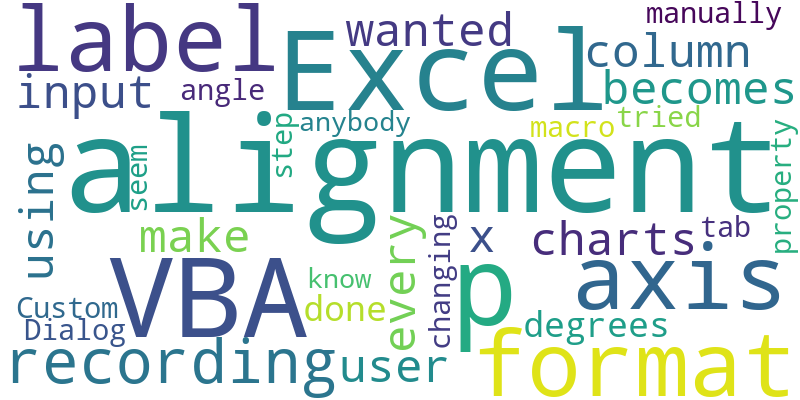 manually
label
wanted
Excel
column
input
angle
becomes
anybody
macro
tried
step
alignment
using
seem
property
make
every
changing
x
charts
tab
VBA
p
axis
know
Custom
done
degrees
Dialog
recording
user
format